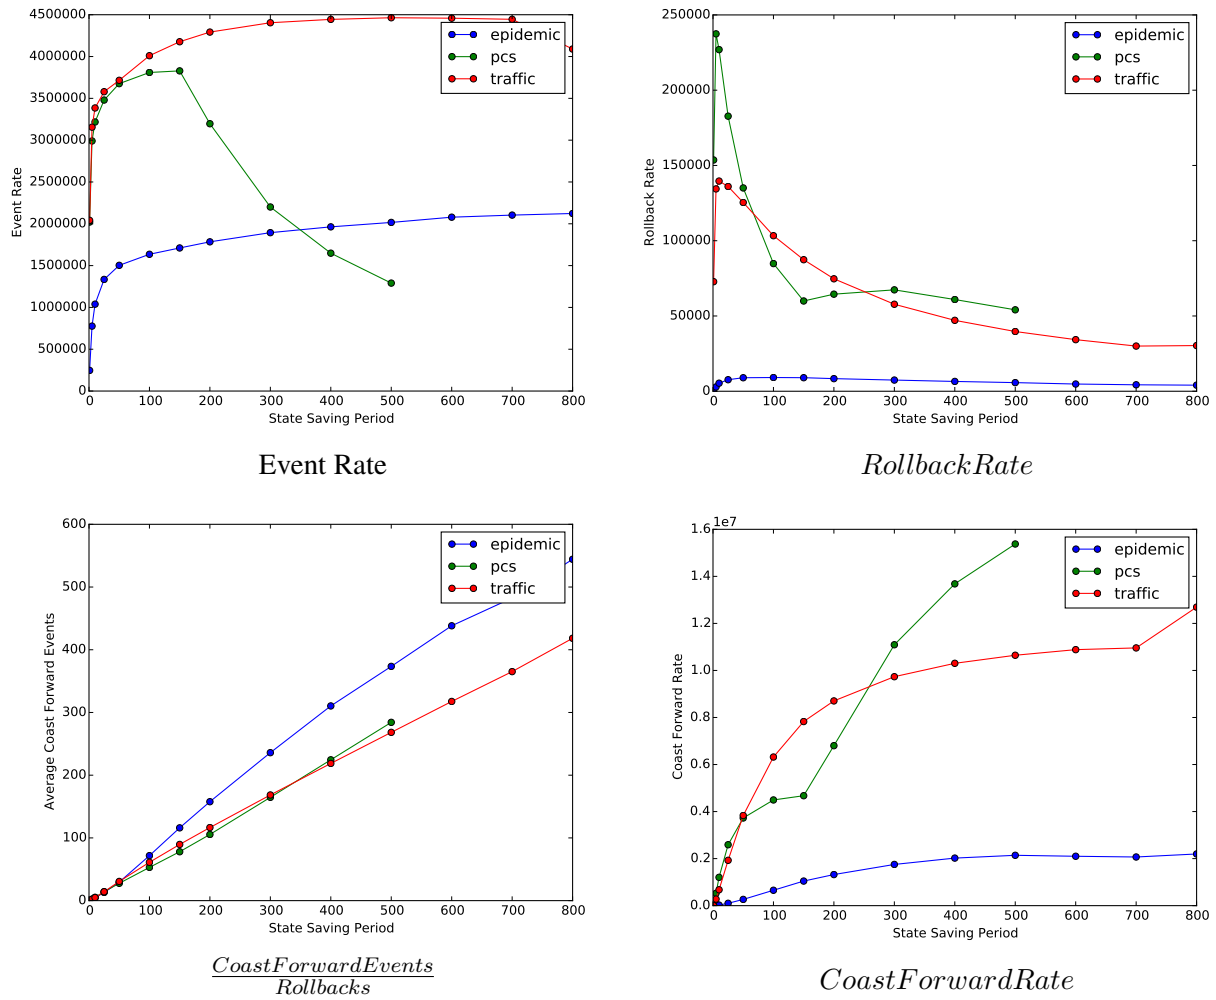 4500000
4000000
3500000
3000000
2500000
2000000
1500000
1000000
500000
0
Event Rate
epidemic
pcs
traffic
0 100 200 300 400 500 600 700 800
State Saving Period
Event Rate
250000
200000
150000
100000
50000
0
Rollback Rate
epidemic
pcs
traffic
0 100 200 300 400 500 600 700 800
State Saving Period
RollbackRate
600
500
400
300
200
100
0
Average Coast Forward Events
epidemic
pcs
traffic
0 100 200 300 400 500 600 700 800
State Saving Period
CoastForwardEvents
Rollbacks
1e7
1.6
1.4
1.2
1.0
0.8
0.6
0.4
0.2
0.0
Coast Forward Rate
epidemic
pcs
traffic
0 100 200 300 400 500 600 700 800
State Saving Period
CoastForwardRate